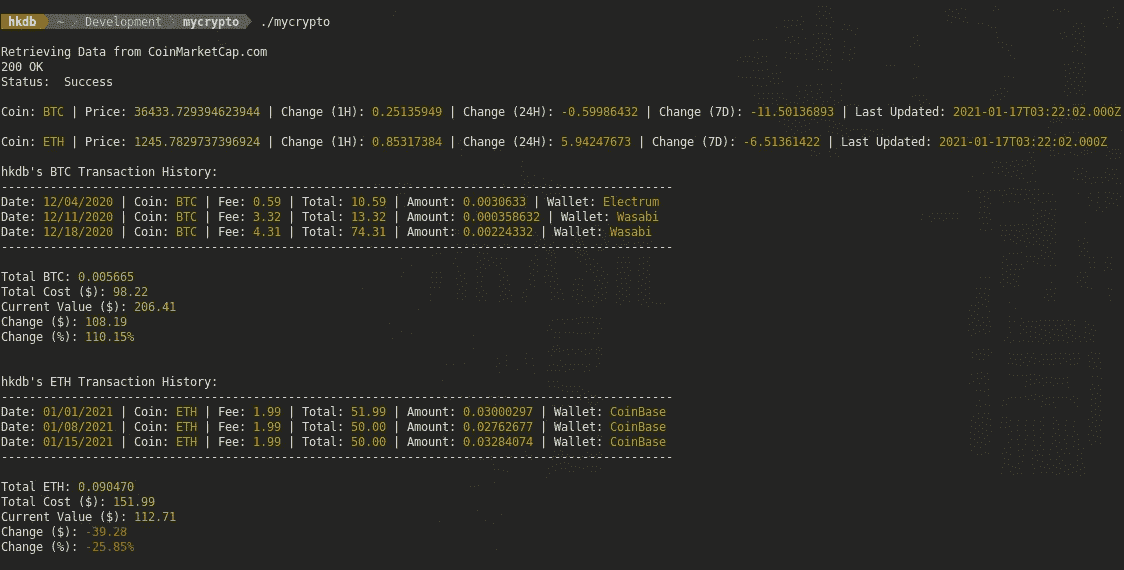 hkdb ~ Development mycrypto ./mycrypto
Retrieving Data from CoinMarketCap.com
200 OK
Status:  Success
Coin: BTC | Price: 36433.729394623944 | Change (1H): 0.25135949 | Change (24H): -0.59986432 | Change (7D): -11.50136893 | Last Updated: 2021-01-17T03:22:02.000Z
Coin: ETH | Price: 1245.7829737396924 | Change (1H): 0.85317384 | Change (24H): 5.94247673 | Change (7D): -6.51361422 | Last Updated: 2021-01-17T03:22:02.000Z
hkdb's BTC Transaction History:
------------------------------------------------------------------------------------------------
Date: 12/04/2020 | Coin: BTC | Fee: 0.59 | Total: 10.59 | Amount: 0.0030633 | Wallet: Electrum
Date: 12/11/2020 | Coin: BTC | Fee: 3.32 | Total: 13.32 | Amount: 0.000358632 | Wallet: Wasabi
Date: 12/18/2020 | Coin: BTC | Fee: 4.31 | Total: 74.31 | Amount: 0.00224332 | Wallet: Wasabi
------------------------------------------------------------------------------------------------
Total BTC: 0.005665
Total Cost ($): 98.22
Current Value ($): 206.41
Change ($): 108.19
Change (%): 110.15%
hkdb's ETH Transaction History:
------------------------------------------------------------------------------------------------
Date: 01/01/2021 | Coin: ETH | Fee: 1.99 | Total: 51.99 | Amount: 0.03000297 | Wallet: CoinBase
Date: 01/08/2021 | Coin: ETH | Fee: 1.99 | Total: 50.00 | Amount: 0.02762677 | Wallet: CoinBase
Date: 01/15/2021 | Coin: ETH | Fee: 1.99 | Total: 50.00 | Amount: 0.03284074 | Wallet: CoinBase
------------------------------------------------------------------------------------------------
Total ETH: 0.090470
Total Cost ($): 151.99
Current Value ($): 112.71
Change ($): -39.28
Change (%): -25.85%